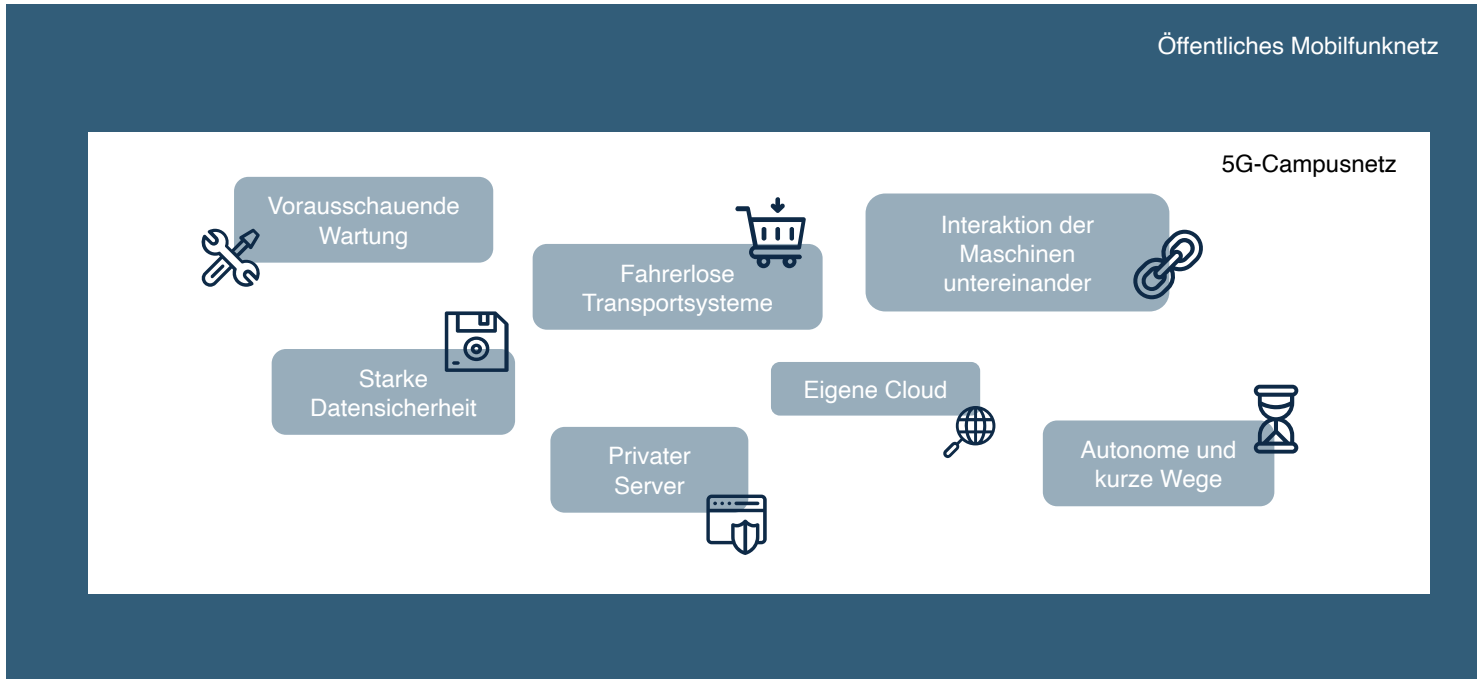 Öffentliches Mobilfunknetz
5G-Campusnetz
Vorausschauende
Wartung
Fahrerlose
Transportsysteme
Interaktion der
Maschinen
untereinander
Starke
Datensicherheit
Eigene Cloud
Privater
Server
Autonome und
kurze Wege